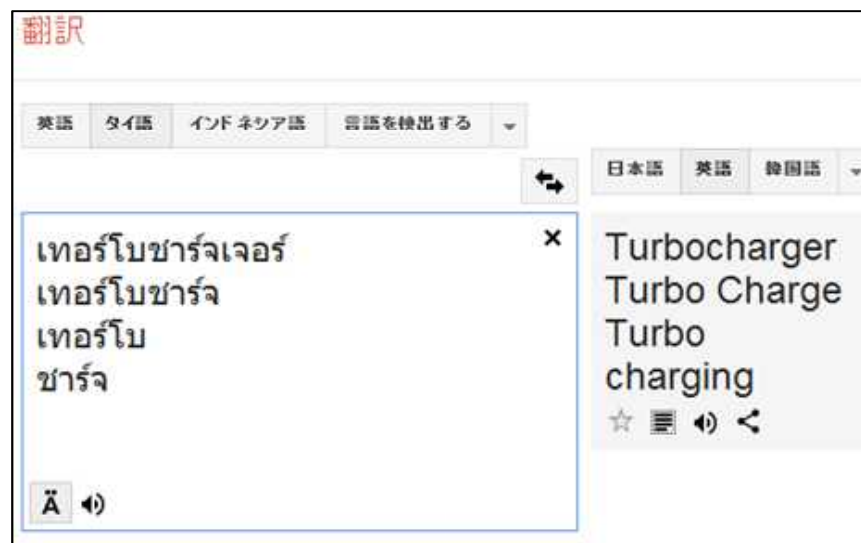 翻訳
英語 タイ語 インドネシア語 言語を検出する
日本語 英語 韓国語
เทอร์โบชาร์จเจอร์
เทอร์โบชาร์จ
เทอร์โบ
ชาร์จ
Ä
Turbocharger
Turbo Charge
Turbo
charging